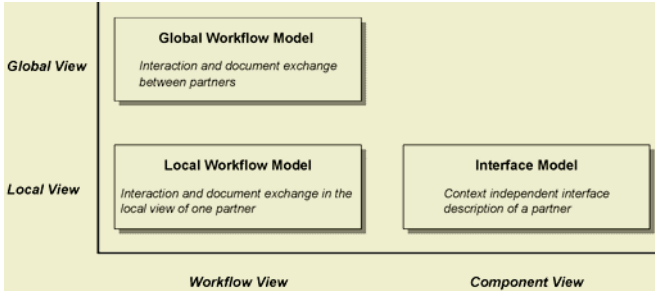 Global View
Global Workflow Model
Interaction and document exchange
between partners
Local View
Local Workflow Model
Interaction and document exchange in the
local view of one partner
Interface Model
Context independent interface
description of a partner
Workflow View
Component View